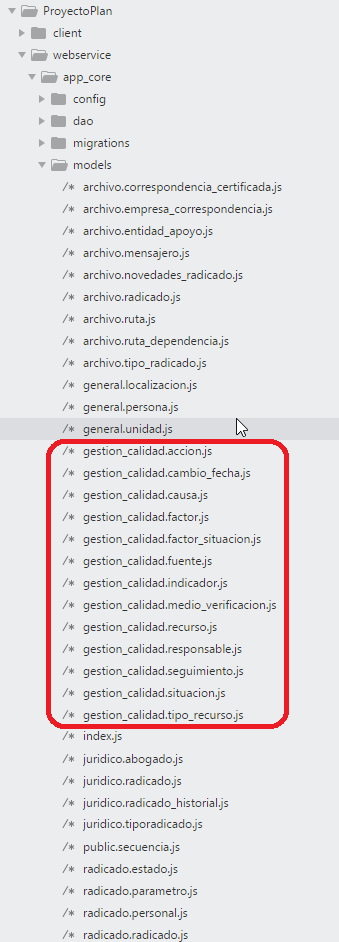 ProyectoPlan
client
webservice
app_core
config
dao
migrations
models
/* archivo.correspondencia_certificada.js
/* archivo.empresa_correspondencia.js
/* archivo.entidad_apoyo.js
/* archivo.mensajero.js
/* archivo.novedades_radicado.js
/* archivo.radicado.js
/* archivo.ruta.js
/* archivo.ruta_dependencia.js
/* archivo.tipo_radicado.js
/* general.localizacion.js
/* general.persona.js
/* general.unidad.js
/* gestion_calidad.accion.js
/* gestion_calidad.cambio_fecha.js
/* gestion_calidad.causa.js
/* gestion_calidad.factor.js
/* gestion_calidad.factor_situacion.js
/* gestion_calidad.fuente.js
/* gestion_calidad.indicador.js
/* gestion_calidad.medio_verificacion.js
/* gestion_calidad.recurso.js
/* gestion_calidad.responsable.js
/* gestion_calidad.seguimiento.js
/* gestion_calidad.situacion.js
/* gestion_calidad.tipo_recurso.js
/* index.js
/* juridico.abogado.js
/* juridico.radicado.js
/* juridico.radicado_historial.js
/* juridico.tiporadicado.js
/* public.secuencia.js
/* radicado.estado.js
/* radicado.parametro.js
/* radicado.personal.js
/* radicado.radicado.js